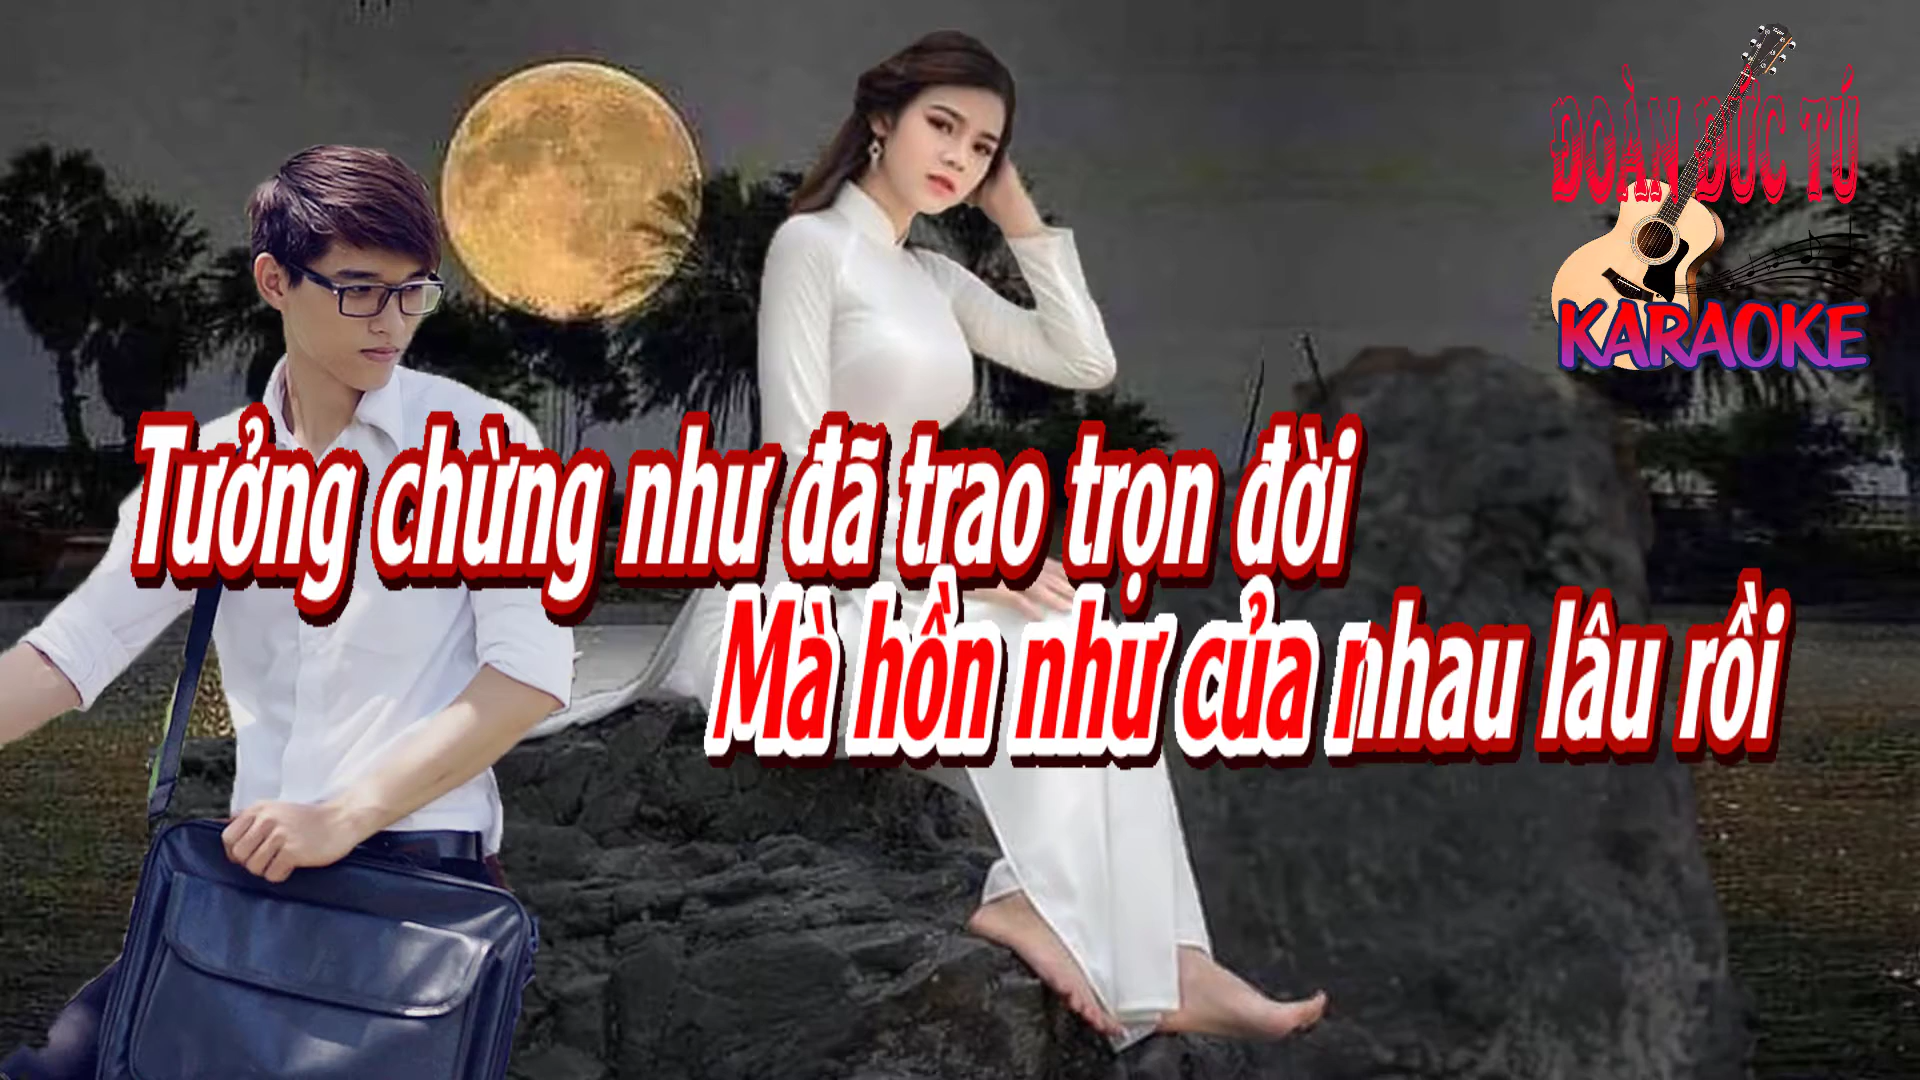 ĐOÀN ĐỨC TÚ
KARAOKE
Tưởng chừng như đã trao trọn đời
Mà hồn như của nhau lâu rồi